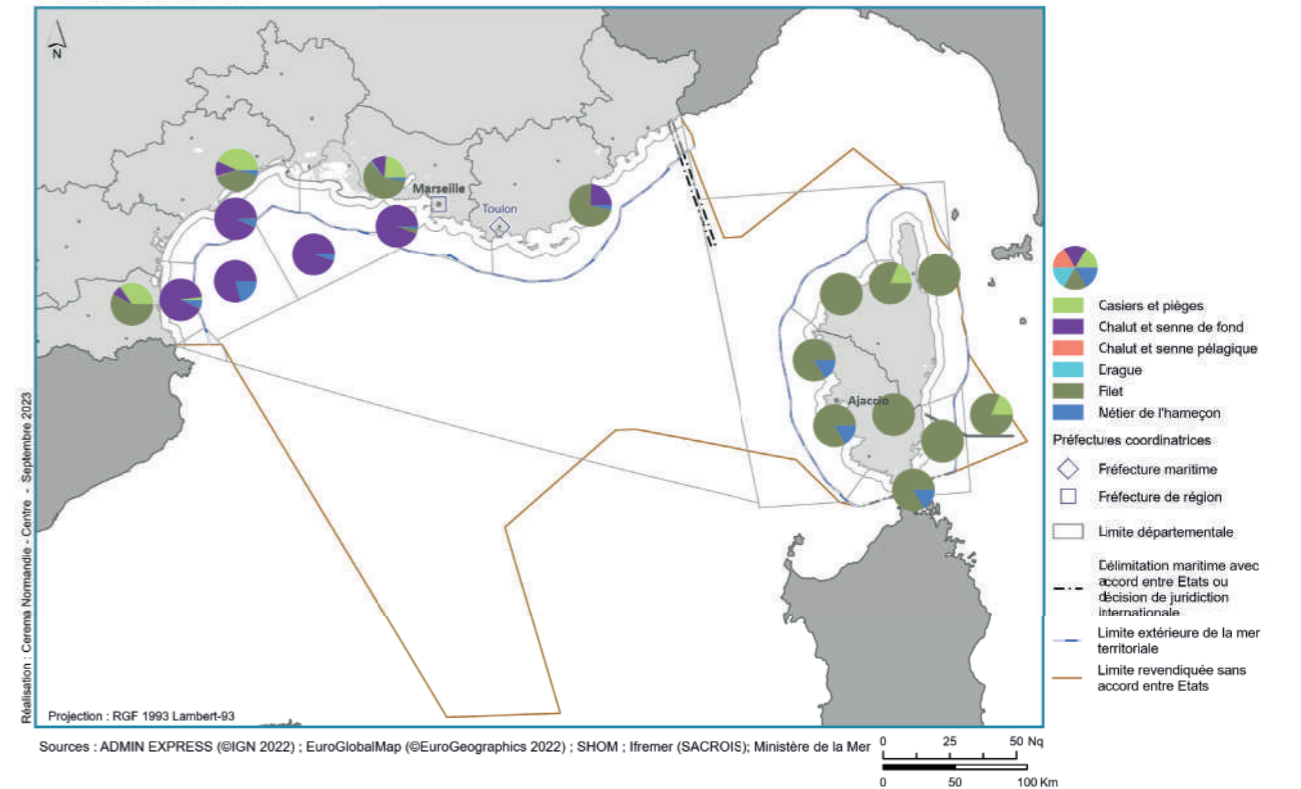 N
Marseille
Toulon
Ajaccio
Casiers et pièges
Chalut et senne de fond
Chalut et senne pélagique
Drague
Filet
Nétier de l'hameçon
Préfectures coordinatrices
Fréfecture maritime
Fréfecture de région
Limite départementale
Délimitation maritime avec
accord entre Etats ou
décision de juridiction
internationale
Limite extérieure de la mer
territoriale
Limite revendiquée sans
accord entre Etats
Réalisation : Cerema Normandie - Centre - Septembre 2023
Projection : RGF 1993 Lambert-93
Sources : ADMIN EXPRESS (©IGN 2022) ; EuroGlobalMap (©EuroGeographics 2022) ; SHOM ; Ifremer (SACROIS); Ministère de la Mer
0 25 50 Nq
0 50 100 Km